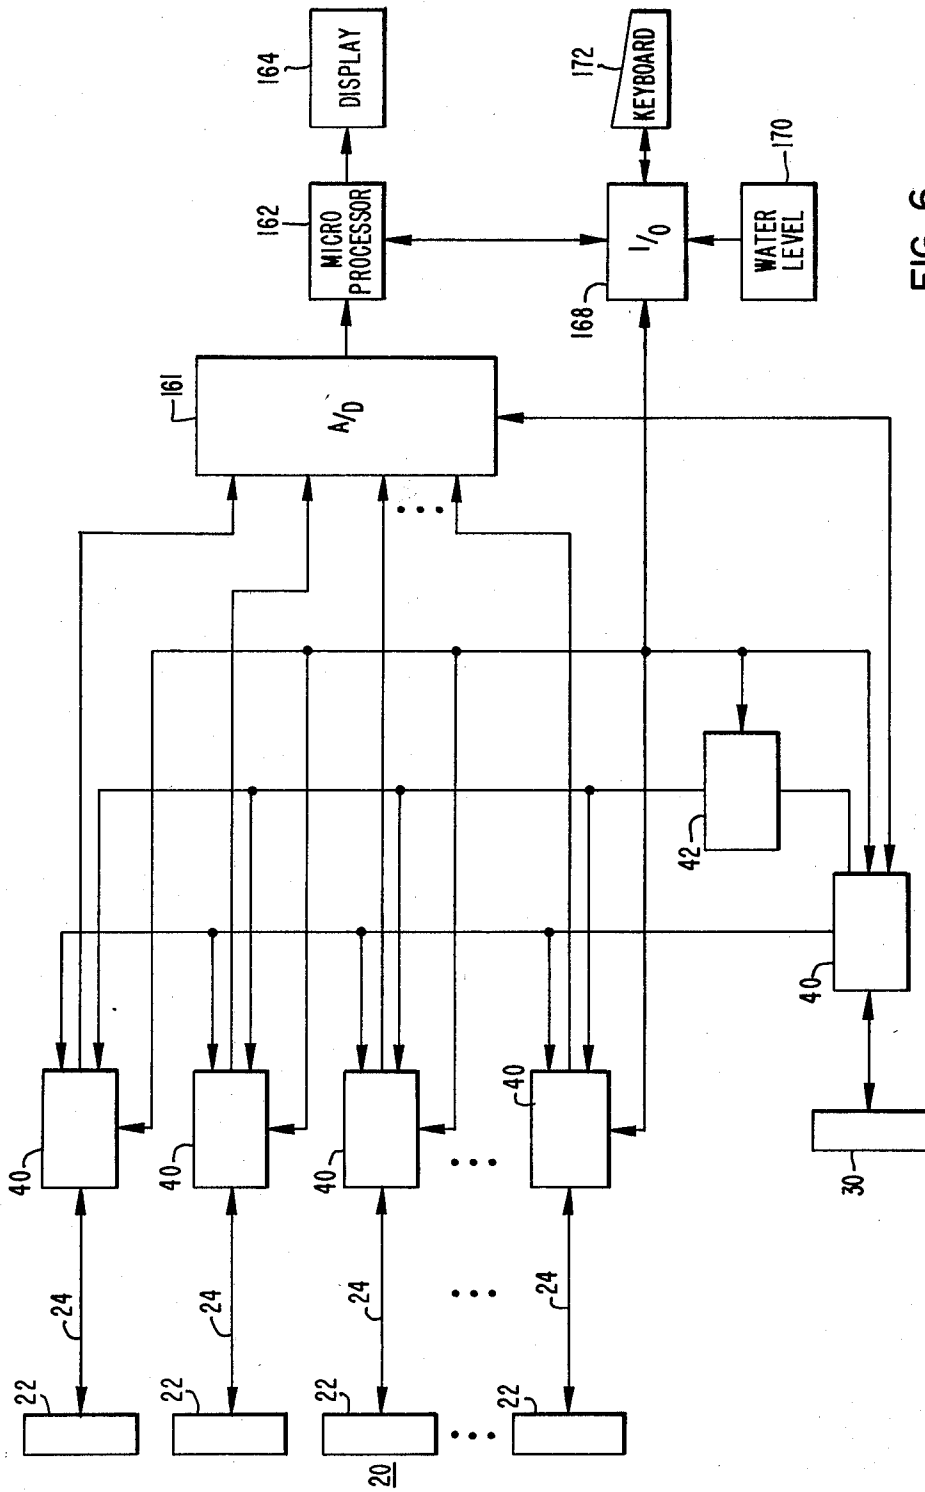 164
DISPLAY
162
MICRO
PROCESSOR
161
A/D
172
KEYBOARD
168
I/O
170
WATER
LEVEL
40
40
40
40
42
40
24
24
24
24
22
22
22
22
20
30
FIG. 6